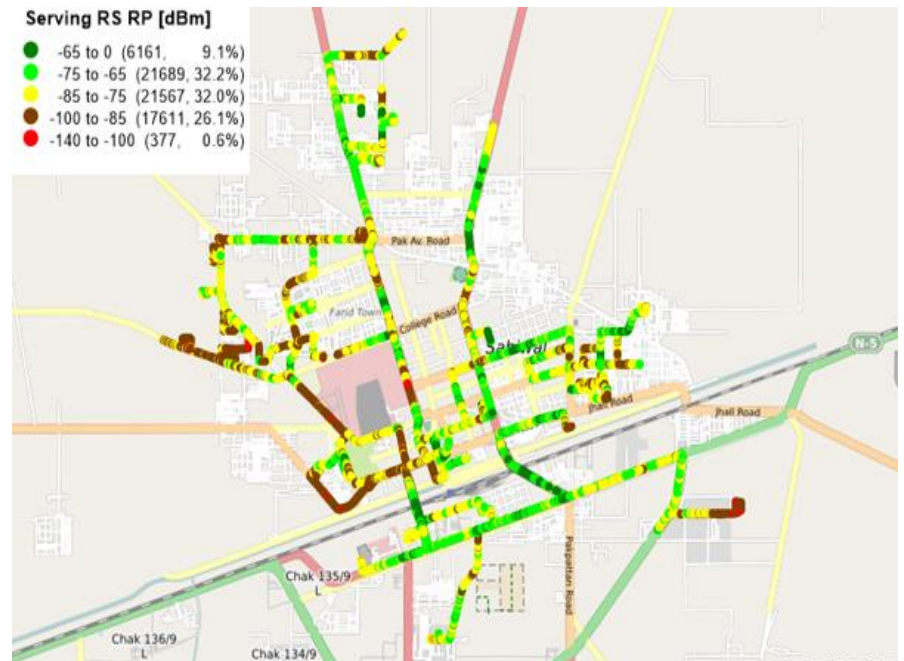 Serving RS RP [dBm]
-65 to 0 (6161, 9.1%)
-75 to -65 (21689, 32.2%)
-85 to -75 (21567, 32.0%)
-100 to -85 (17611, 26.1%)
-140 to -100 (377, 0.6%)
Pak Av. Road
Farid Town
College Road
Sahiwal
N-5
Jhall Road
Jhall Road
Pakpattan Road
Chak 135/9
L
Chak 136/9
L
Chak 134/9